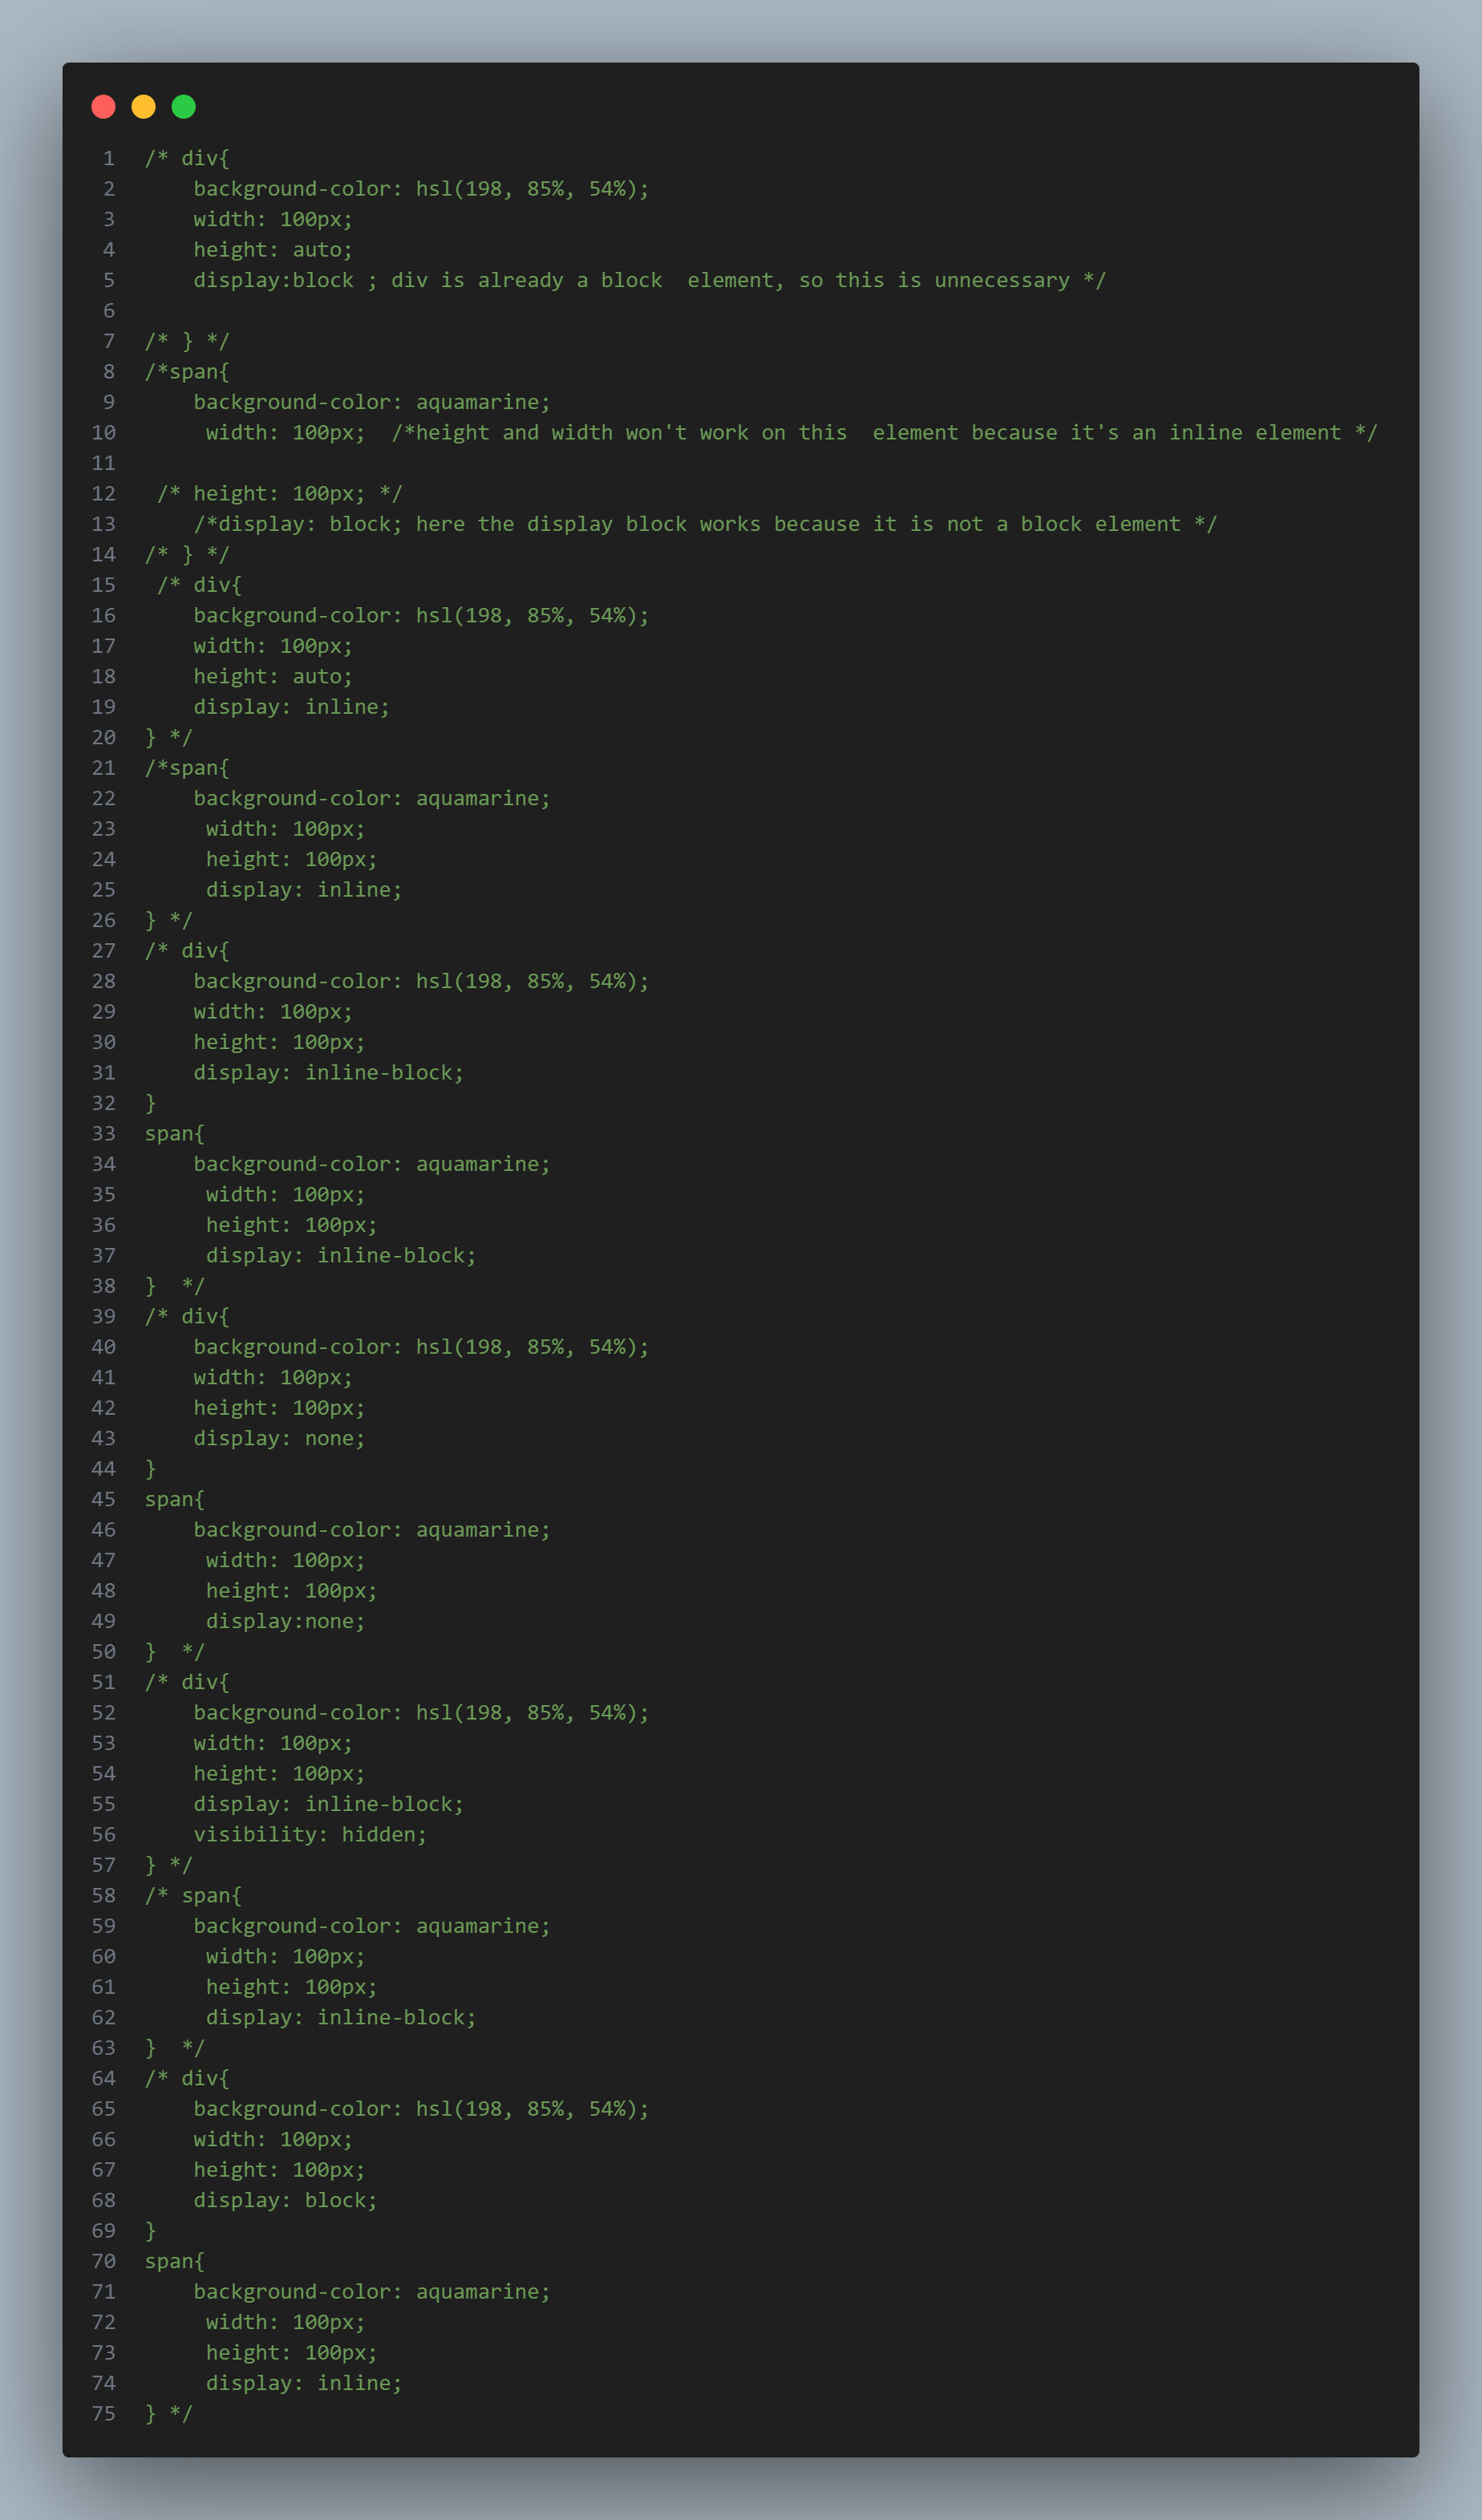 1 /* div{
2     background-color: hsl(198, 85%, 54%);
3     width: 100px;
4     height: auto;
5     display:block ; div is already a block  element, so this is unnecessary */
6
7 /* } */
8 /*span{
9     background-color: aquamarine;
10      width: 100px;  /*height and width won't work on this  element because it's an inline element */
11
12  /* height: 100px; */
13     /*display: block; here the display block works because it is not a block element */
14 /* } */
15  /* div{
16     background-color: hsl(198, 85%, 54%);
17     width: 100px;
18     height: auto;
19     display: inline;
20 } */
21 /*span{
22     background-color: aquamarine;
23      width: 100px;
24      height: 100px;
25      display: inline;
26 } */
27 /* div{
28     background-color: hsl(198, 85%, 54%);
29     width: 100px;
30     height: 100px;
31     display: inline-block;
32 }
33 span{
34     background-color: aquamarine;
35      width: 100px;
36      height: 100px;
37      display: inline-block;
38 }  */
39 /* div{
40     background-color: hsl(198, 85%, 54%);
41     width: 100px;
42     height: 100px;
43     display: none;
44 }
45 span{
46     background-color: aquamarine;
47      width: 100px;
48      height: 100px;
49      display:none;
50 }  */
51 /* div{
52     background-color: hsl(198, 85%, 54%);
53     width: 100px;
54     height: 100px;
55     display: inline-block;
56     visibility: hidden;
57 } */
58 /* span{
59     background-color: aquamarine;
60      width: 100px;
61      height: 100px;
62      display: inline-block;
63 }  */
64 /* div{
65     background-color: hsl(198, 85%, 54%);
66     width: 100px;
67     height: 100px;
68     display: block;
69 }
70 span{
71     background-color: aquamarine;
72      width: 100px;
73      height: 100px;
74      display: inline;
75 } */